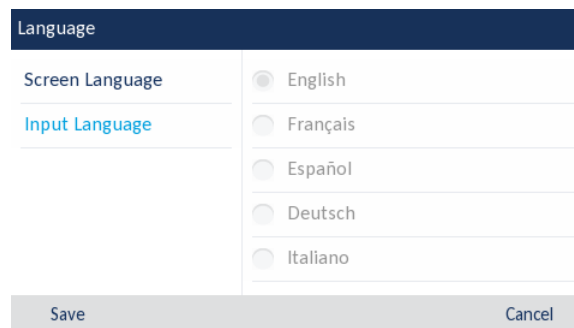 Language
Screen Language
Input Language
English
Français
Español
Deutsch
Italiano
Save
Cancel